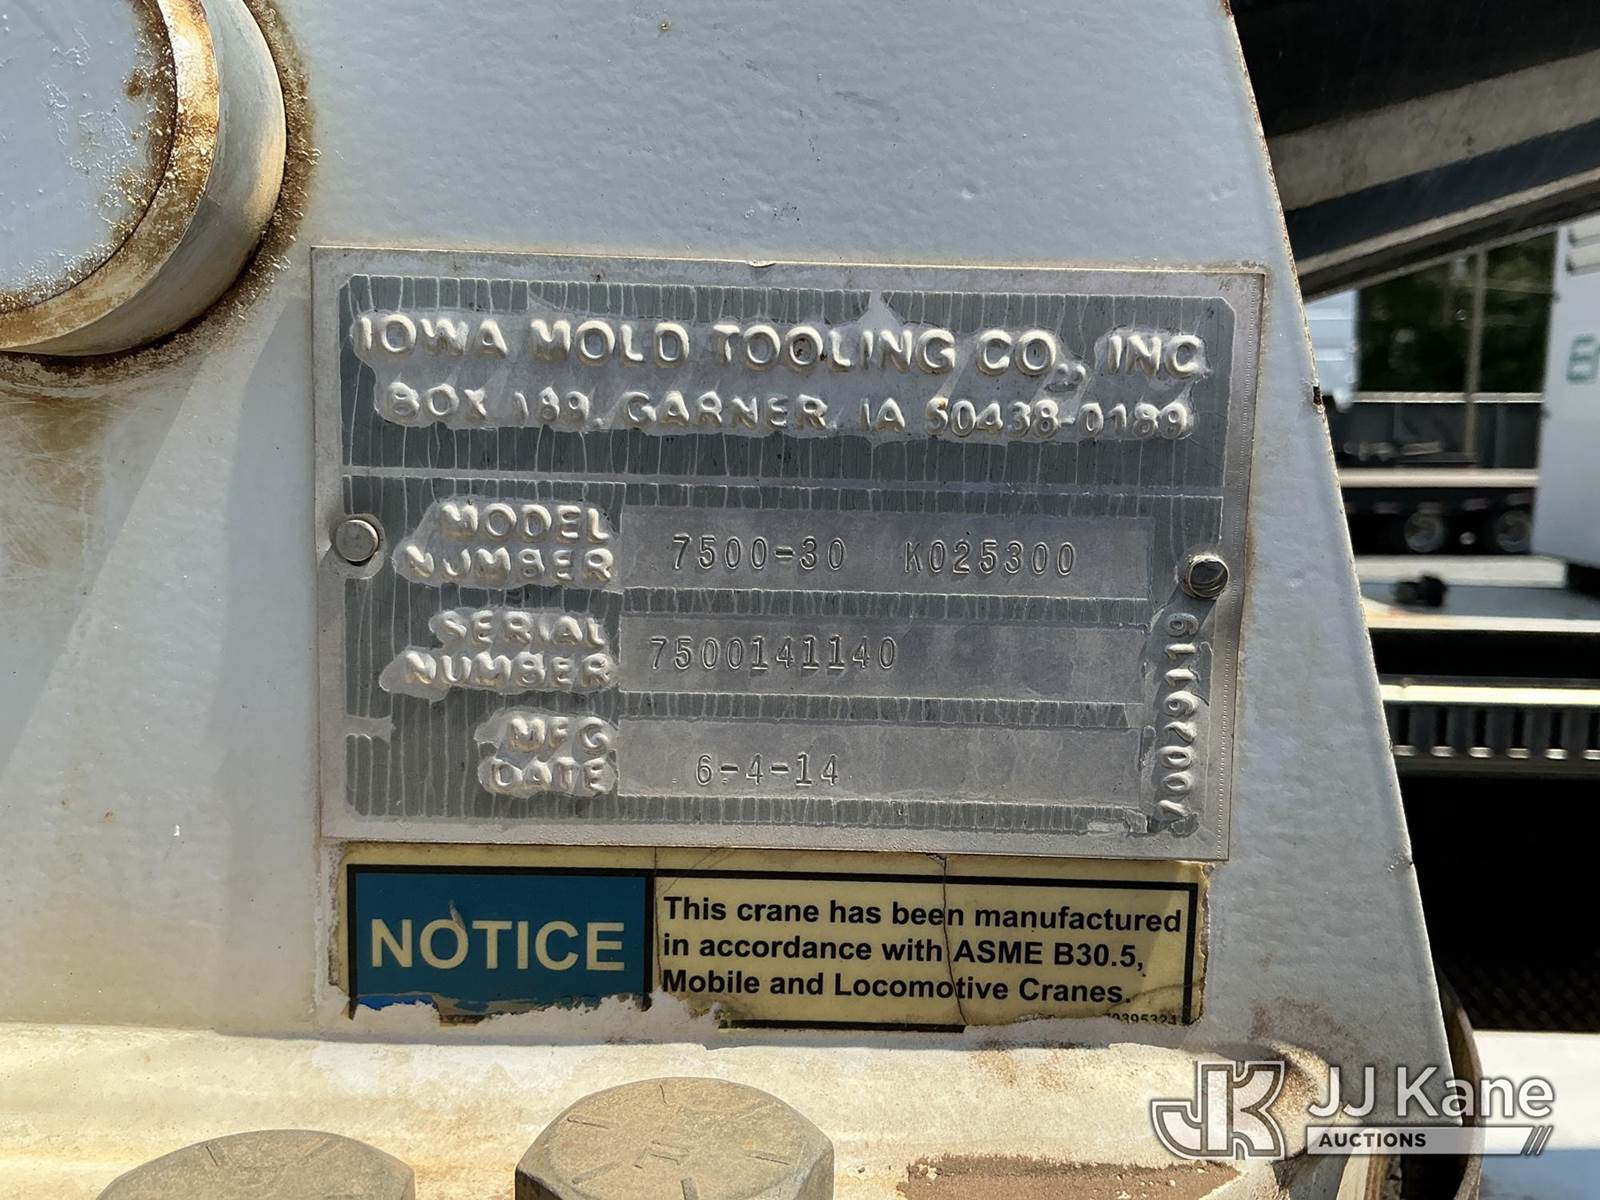 IOWA MOLD TOOLING CO., INC
BOX 189, GARNER, IA 50438-0189
MODEL
NUMBER
7500-30 K025300
SERIAL
NUMBER
7500141140
MFG
DATE
6-4-14
70029119
NOTICE
This crane has been manufactured
in accordance with ASME B30.5,
Mobile and Locomotive Cranes.
70395324
JJ Kane
AUCTIONS